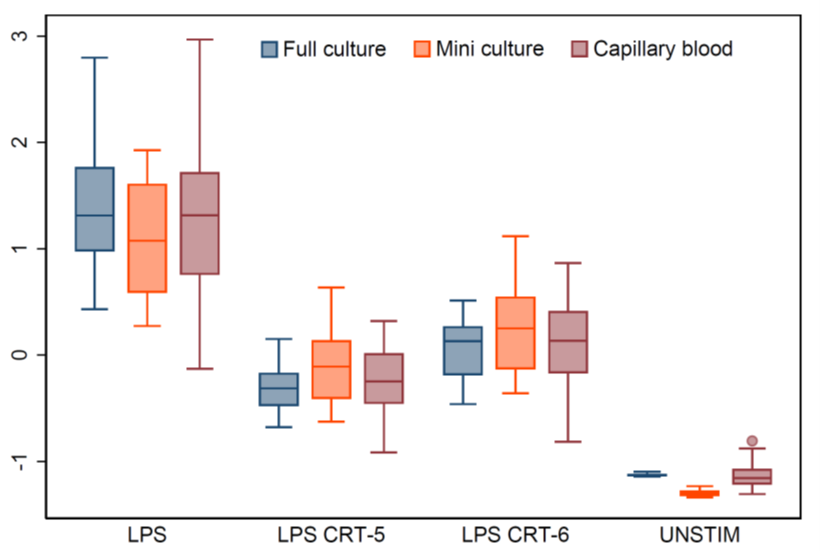 Full culture Mini culture Capillary blood
3
2
1
0
-1
LPS LPS CRT-5 LPS CRT-6 UNSTIM